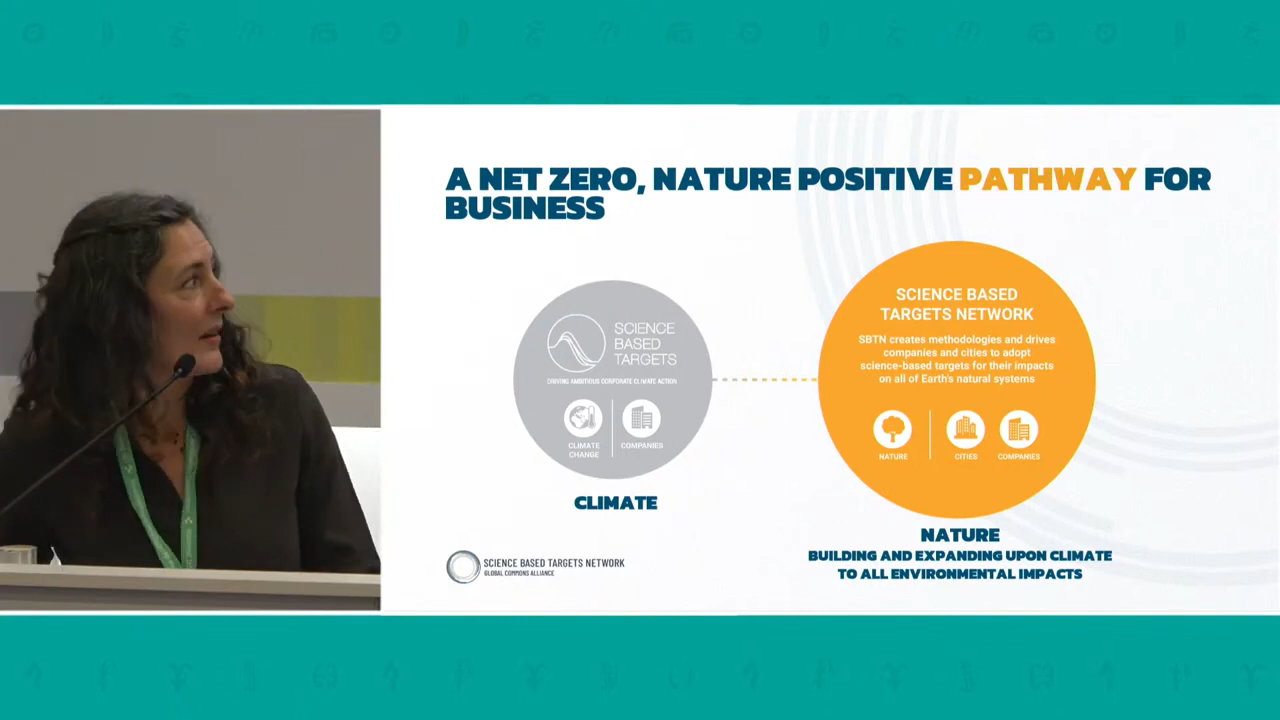 A NET ZERO, NATURE POSITIVE PATHWAY FOR
BUSINESS
SCIENCE
BASED
TARGETS
DRIVING AMBITIOUS CORPORATE CLIMATE ACTION
CLIMATE
CHANGE
COMPANIES
CLIMATE
SCIENCE BASED
TARGETS NETWORK
SBTN creates methodologies and drives
companies and cities to adopt
science-based targets for their impacts
on all of Earth's natural systems
NATURE
CITIES
COMPANIES
NATURE
BUILDING AND EXPANDING UPON CLIMATE
TO ALL ENVIRONMENTAL IMPACTS
SCIENCE BASED TARGETS NETWORK
GLOBAL COMMONS ALLIANCE